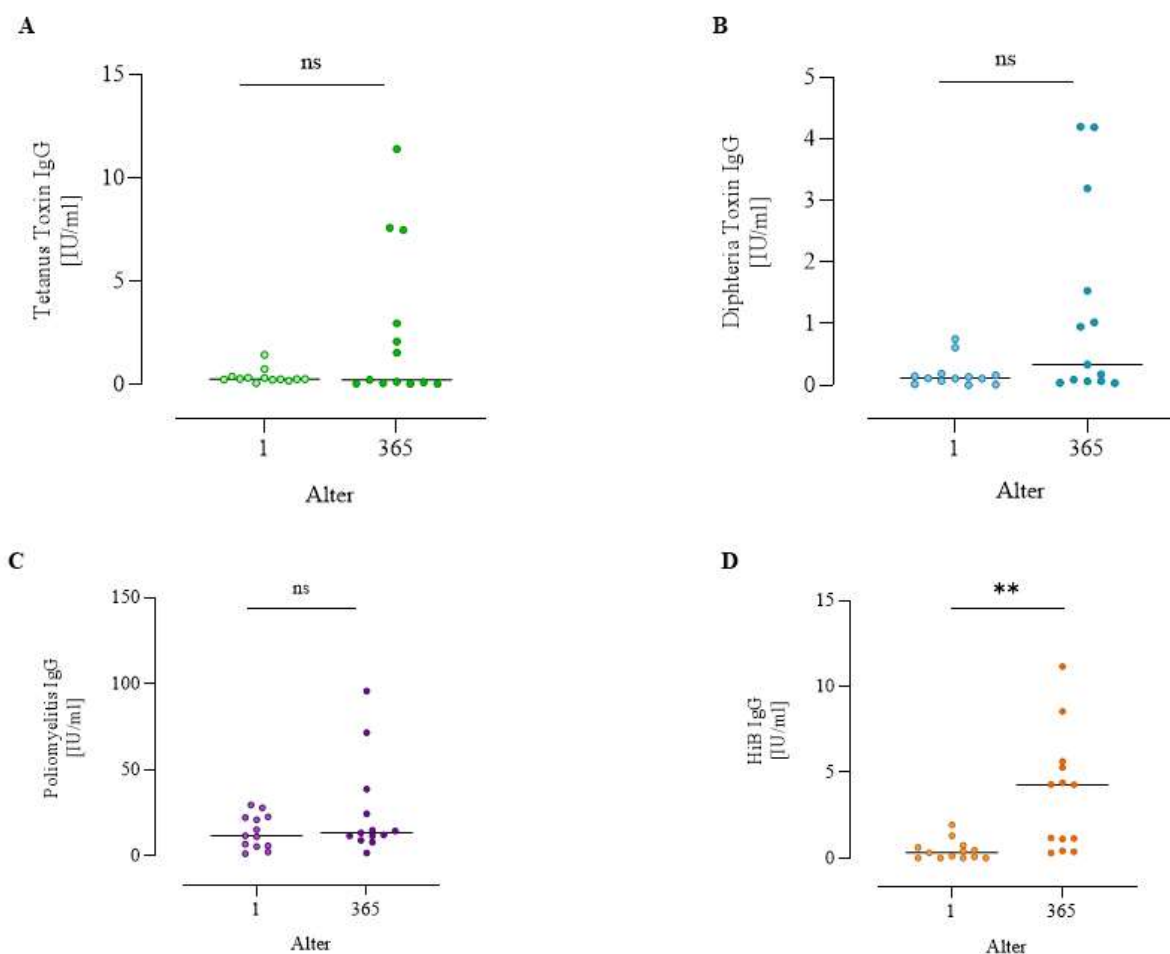 A
ns
Tetanus Toxin IgG
[IU/ml]
15
10
5
0
1
365
Alter
B
ns
Diphteria Toxin IgG
[IU/ml]
5
4
3
2
1
0
1
365
Alter
C
ns
Poliomyelitis IgG
[IU/ml]
150
100
50
0
1
365
Alter
D
**
HiB IgG
[IU/ml]
15
10
5
0
1
365
Alter